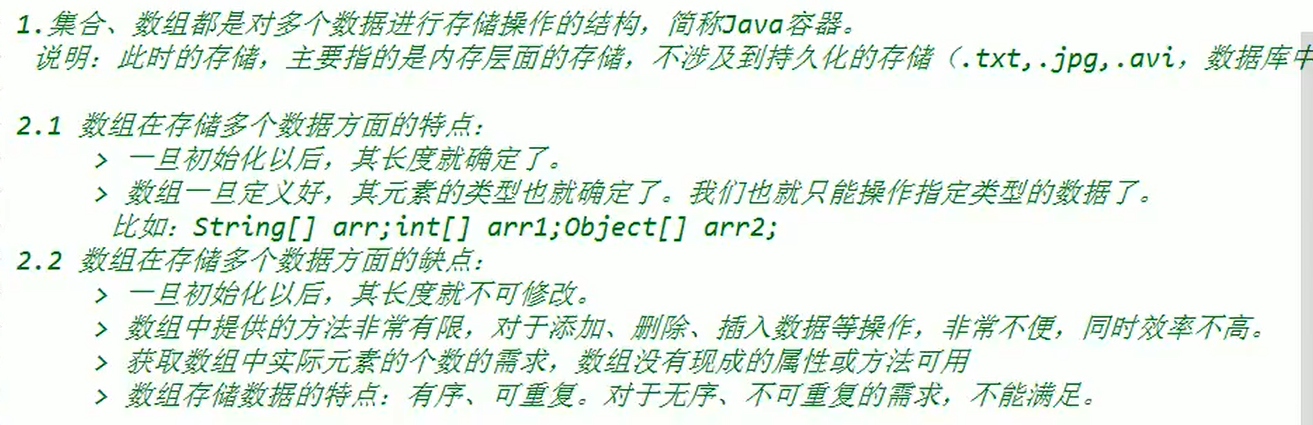 1.集合、数组都是对多个数据进行存储操作的结构，简称Java容器。
说明：此时的存储，主要指的是内存层面的存储，不涉及到持久化的存储（.txt,.jpg,.avi，数据库中
2.1 数组在存储多个数据方面的特点：
> 一旦初始化以后，其长度就确定了。
> 数组一旦定义好，其元素的类型也就确定了。我们也就只能操作指定类型的数据了。
比如：String[] arr;int[] arr1;Object[] arr2;
2.2 数组在存储多个数据方面的缺点：
> 一旦初始化以后，其长度就不可修改。
> 数组中提供的方法非常有限，对于添加、删除、插入数据等操作，非常不便，同时效率不高。
> 获取数组中实际元素的个数的需求，数组没有现成的属性或方法可用
> 数组存储数据的特点：有序、可重复。对于无序、不可重复的需求，不能满足。